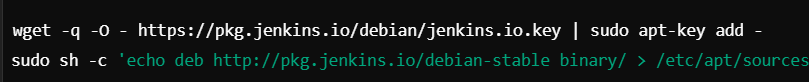 wget -q -O - https://pkg.jenkins.io/debian/jenkins.io.key | sudo apt-key add -
sudo sh -c 'echo deb http://pkg.jenkins.io/debian-stable binary/ > /etc/apt/sources